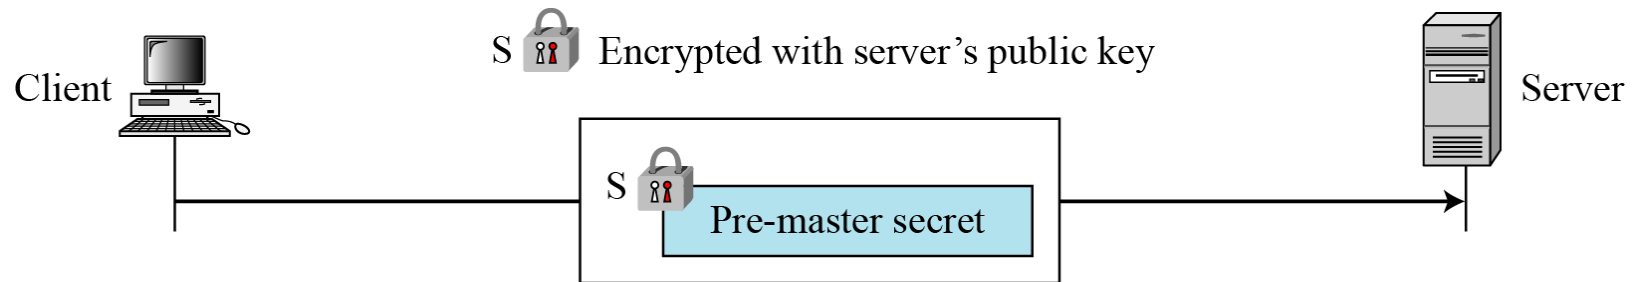 S Encrypted with server’s public key
Client
Server
S
Pre-master secret